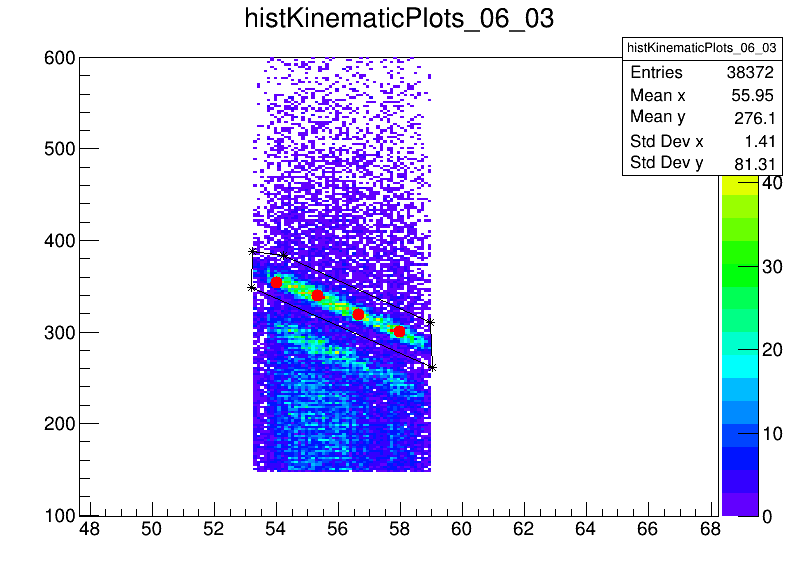 histKinematicPlots_06_03
histKinematicPlots_06_03
Entries 38372
Mean x 55.95
Mean y 276.1
Std Dev x 1.41
Std Dev y 81.31
600
500
400
300
200
100
48 50 52 54 56 58 60 62 64 66 68
40
30
20
10
0